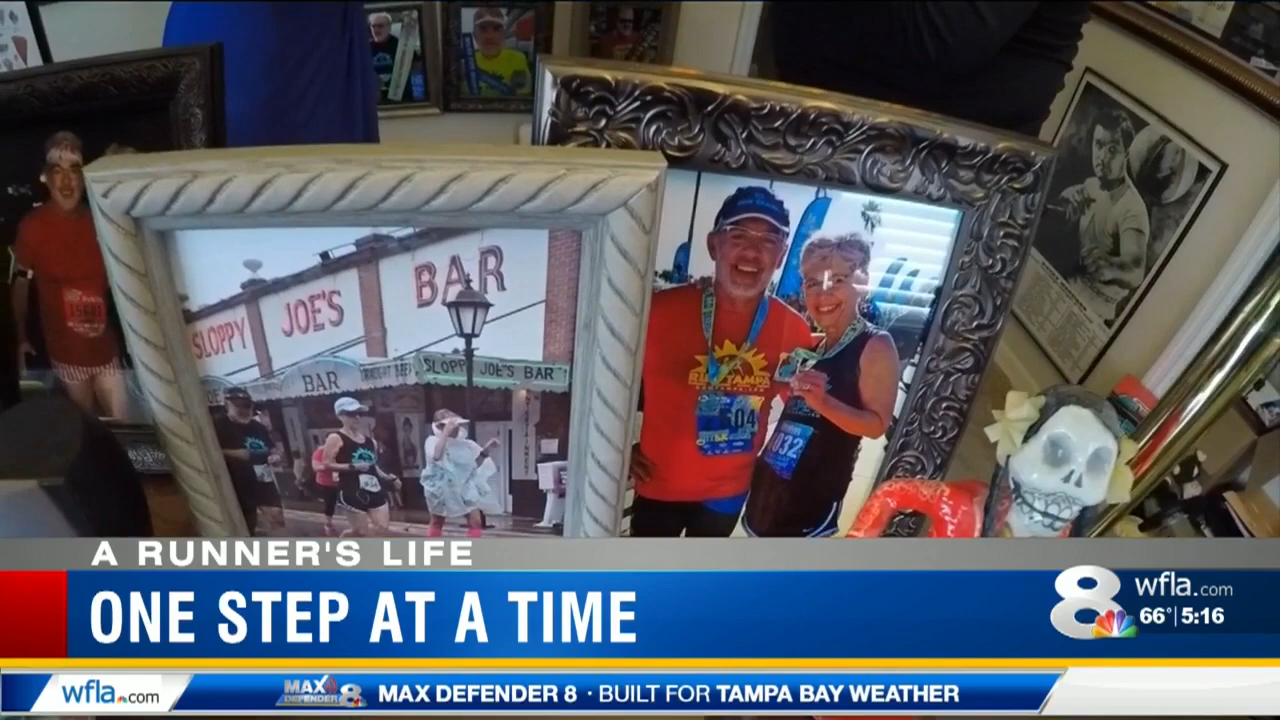 SLOPPY JOE'S BAR
BAR
SLOPPY JOE'S BAR
RUN TAMPA
04
032
A RUNNER'S LIFE
ONE STEP AT A TIME
8 wfla.com
66° | 5:16
wfla.com
MAX DEFENDER 8
MAX DEFENDER 8 · BUILT FOR TAMPA BAY WEATHER